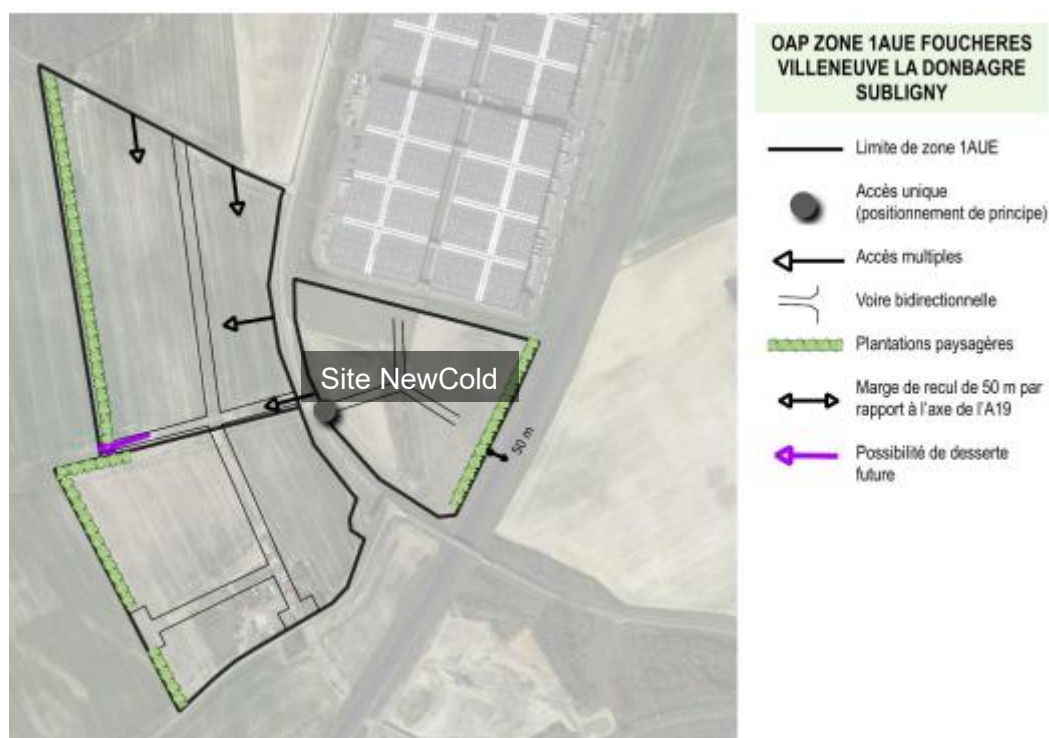 OAP ZONE 1AUE FOUCHERES
VILLENEUVE LA DONBAGRE
SUBLIGNY
Limite de zone 1AUE
Accès unique
(positionnement de principe)
Accès multiples
Voire bidirectionnelle
Plantations paysagères
Marge de recul de 50 m par
rapport à l'axe de l'A19
Possibilité de desserte
future
Site NewCold
50 m